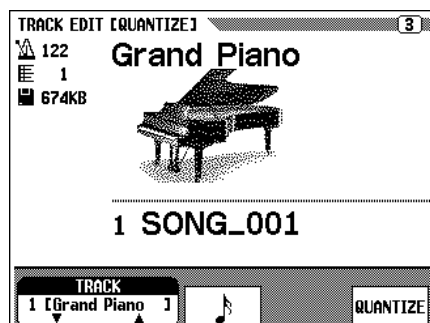 TRACK EDIT [QUANTIZE] 3
122
1
674KB
Grand Piano
1 SONG_001
TRACK
1 [Grand Piano ]
QUANTIZE